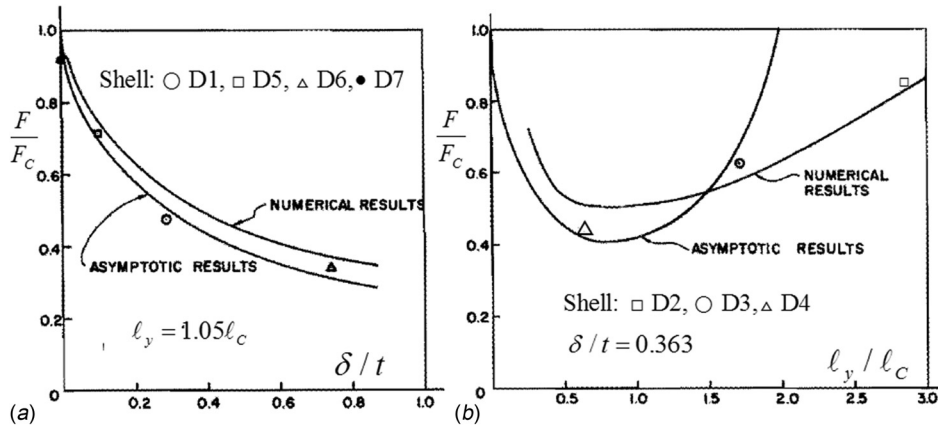 1.0
0.8
0.6
0.4
0.2
0
F
F_C
Shell: ○ D1, □ D5, △ D6, ● D7
NUMERICAL RESULTS
ASYMPTOTIC RESULTS
ℓ_y = 1.05ℓ_C
δ / t
0.2
0.4
0.6
0.8
1.0
(a)
1.0
0.8
0.6
0.4
0.2
0
F
F_C
NUMERICAL
RESULTS
ASYMPTOTIC RESULTS
Shell: □ D2, ○ D3, △ D4
δ / t = 0.363
ℓ_y / ℓ_C
0.5
1.0
1.5
2.0
2.5
3.0
(b)